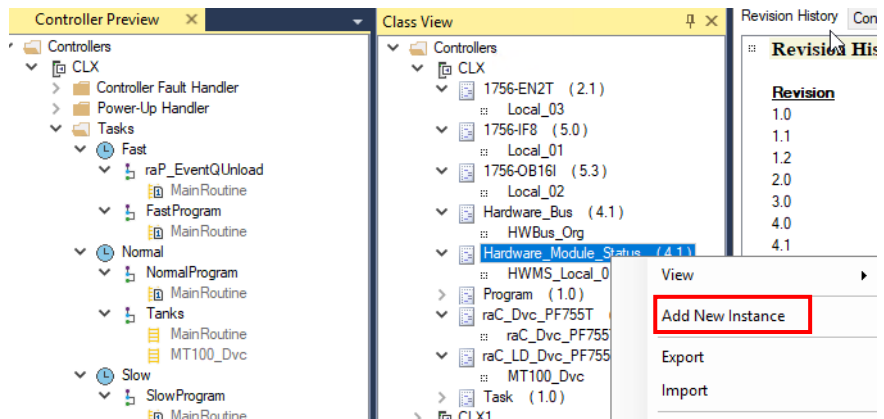 Controller Preview
Controllers
CLX
Controller Fault Handler
Power-Up Handler
Tasks
Fast
raP_EventQUnload
MainRoutine
FastProgram
MainRoutine
Normal
NormalProgram
MainRoutine
Tanks
MainRoutine
MT100_Dvc
Slow
SlowProgram
MainRoutine
Class View
Controllers
CLX
1756-EN2T (2.1)
Local_03
1756-IF8 (5.0)
Local_01
1756-OB16I (5.3)
Local_02
Hardware_Bus (4.1)
HWBus_Org
Hardware_Module_Status (4.1)
HWMS_Local_0
Program (1.0)
raC_Dvc_PF755T
raC_Dvc_PF755
raC_LD_Dvc_PF755
MT100_Dvc
Task (1.0)
CLX1
View
Add New Instance
Export
Import
Revision History
Con
Revision His
Revision
1.0
1.1
1.2
2.0
3.0
4.0
4.1